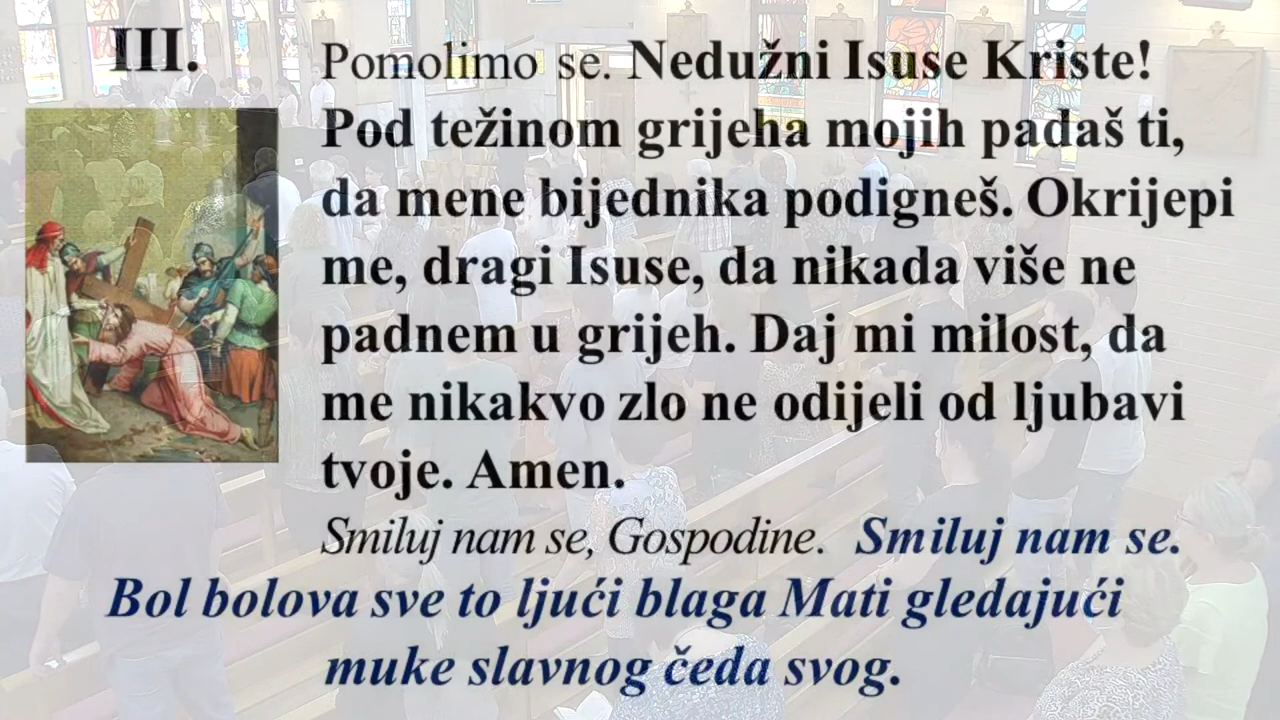 III.
Pomolimo se. Nedužni Isuse Kriste!
Pod težinom grijeha mojih padaš ti,
da mene bijednika podigneš. Okrijepi
me, dragi Isuse, da nikada više ne
padnem u grijeh. Daj mi milost, da
me nikakvo zlo ne odijeli od ljubavi
tvoje. Amen.
Smiluj nam se, Gospodine. Smiluj nam se.
Bol bolova sve to ljući blaga Mati gledajući
muke slavnog čeda svog.